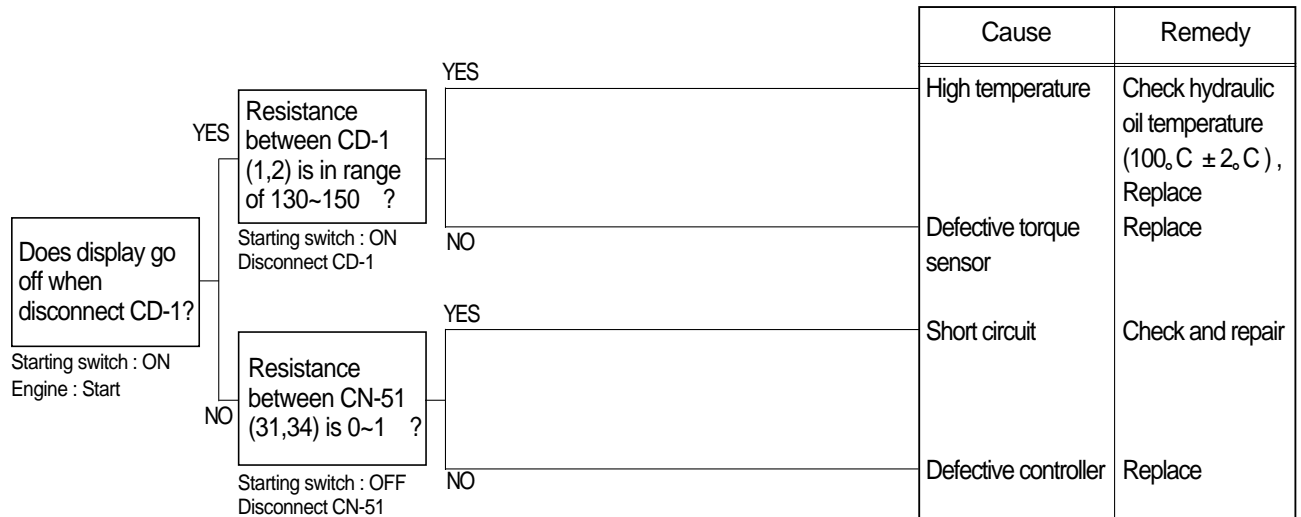 Cause
Remedy
YES
High temperature
Check hydraulic
oil temperature
(100˳C ±2˳C ) ,
Replace
YES
Resistance
between CD-1
(1,2) is in range
of 130~150 ?
Starting switch : ON
Disconnect CD-1
NO
Defective torque
sensor
Replace
Does display go
off when
disconnect CD-1?
Starting switch : ON
Engine : Start
YES
Short circuit
Check and repair
NO
Resistance
between CN-51
(31,34) is 0~1 ?
Starting switch : OFF
Disconnect CN-51
NO
Defective controller
Replace